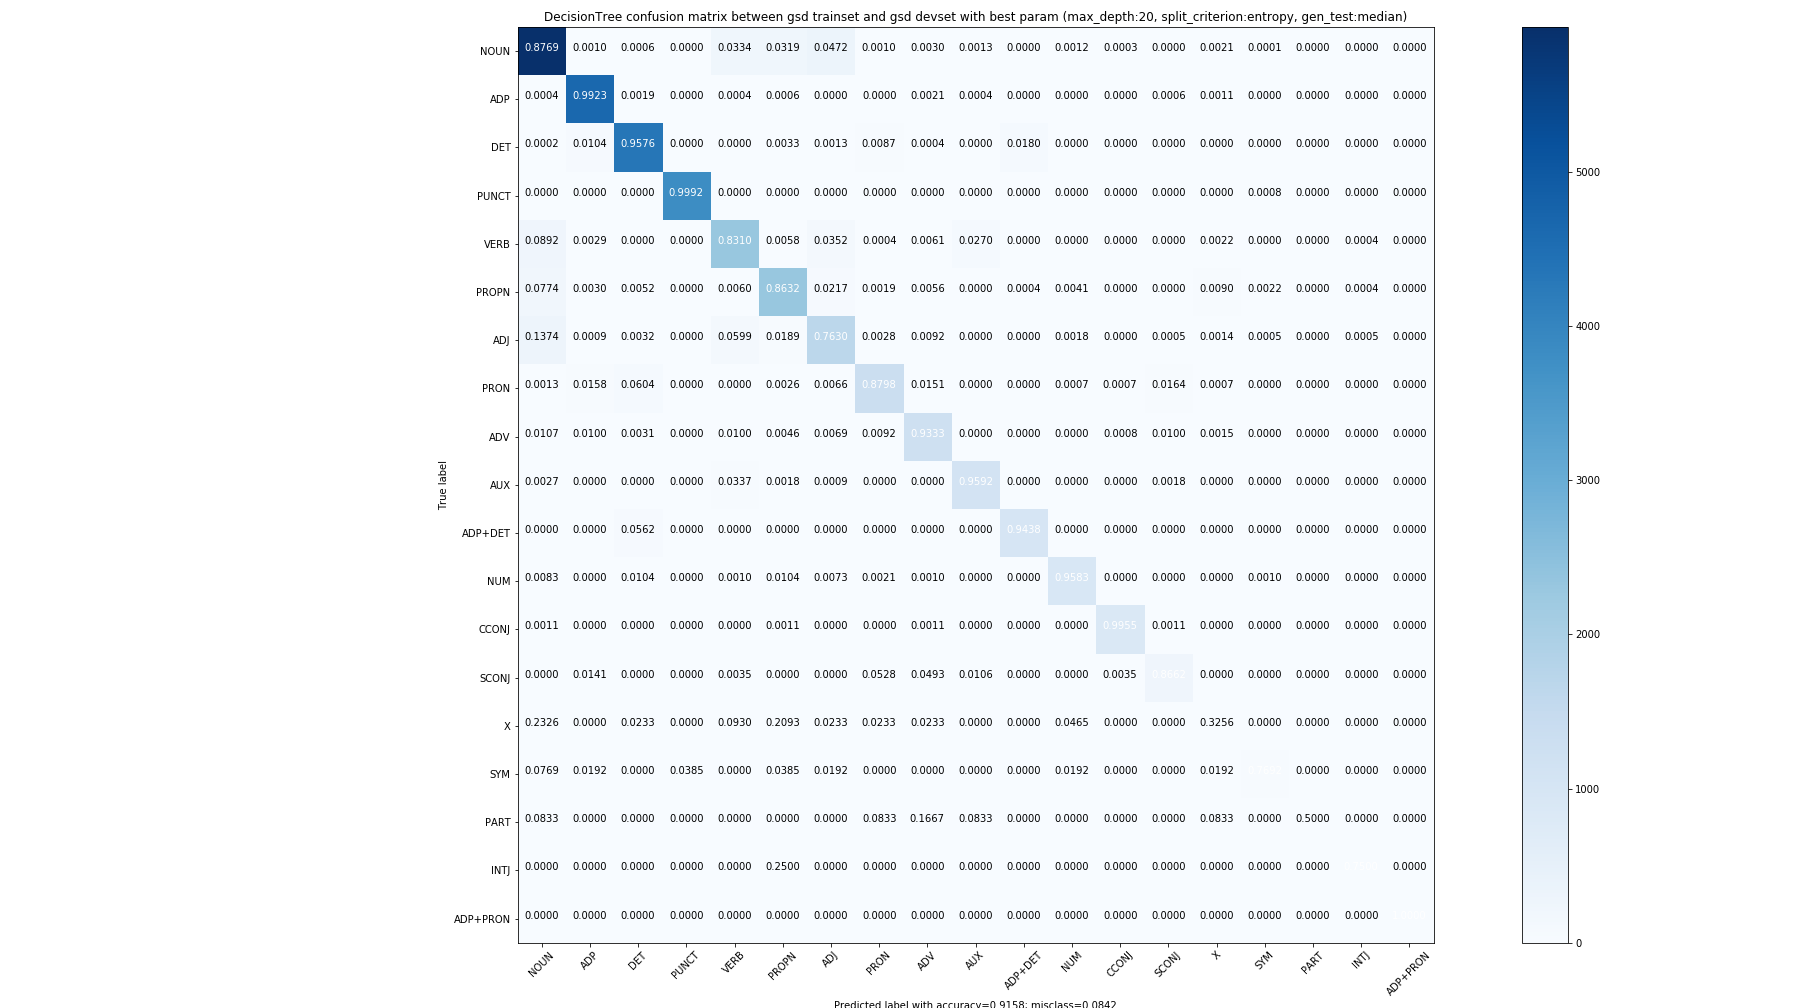 DecisionTree confusion matrix between gsd trainset and gsd devset with best param (max_depth:20, split_criterion:entropy, gen_test:median)
NOUN 0.8769 0.0010 0.0006 0.0000 0.0334 0.0319 0.0472 0.0010 0.0030 0.0013 0.0000 0.0012 0.0003 0.0000 0.0021 0.0001 0.0000 0.0000 0.0000
ADP 0.0004 0.9923 0.0019 0.0000 0.0004 0.0006 0.0000 0.0000 0.0021 0.0004 0.0000 0.0000 0.0000 0.0006 0.0011 0.0000 0.0000 0.0000 0.0000
DET 0.0002 0.0104 0.9576 0.0000 0.0000 0.0033 0.0013 0.0087 0.0004 0.0000 0.0180 0.0000 0.0000 0.0000 0.0000 0.0000 0.0000 0.0000 0.0000
PUNCT 0.0000 0.0000 0.0000 0.9992 0.0000 0.0000 0.0000 0.0000 0.0000 0.0000 0.0000 0.0000 0.0000 0.0000 0.0000 0.0008 0.0000 0.0000 0.0000
VERB 0.0892 0.0029 0.0000 0.0000 0.8310 0.0058 0.0352 0.0004 0.0061 0.0270 0.0000 0.0000 0.0000 0.0000 0.0022 0.0000 0.0000 0.0004 0.0000
PROPN 0.0774 0.0030 0.0052 0.0000 0.0060 0.8632 0.0217 0.0019 0.0056 0.0000 0.0004 0.0041 0.0000 0.0000 0.0090 0.0022 0.0000 0.0004 0.0000
ADJ 0.1374 0.0009 0.0032 0.0000 0.0599 0.0189 0.7630 0.0028 0.0092 0.0000 0.0000 0.0018 0.0000 0.0005 0.0014 0.0005 0.0000 0.0005 0.0000
PRON 0.0013 0.0158 0.0604 0.0000 0.0000 0.0026 0.0066 0.8798 0.0151 0.0000 0.0000 0.0007 0.0007 0.0164 0.0007 0.0000 0.0000 0.0000 0.0000
ADV 0.0107 0.0100 0.0031 0.0000 0.0100 0.0046 0.0069 0.0092 0.9333 0.0000 0.0000 0.0000 0.0008 0.0100 0.0015 0.0000 0.0000 0.0000 0.0000
AUX 0.0027 0.0000 0.0000 0.0000 0.0337 0.0018 0.0009 0.0000 0.0000 0.9592 0.0000 0.0000 0.0000 0.0018 0.0000 0.0000 0.0000 0.0000 0.0000
ADP+DET 0.0000 0.0000 0.0562 0.0000 0.0000 0.0000 0.0000 0.0000 0.0000 0.0000 0.9438 0.0000 0.0000 0.0000 0.0000 0.0000 0.0000 0.0000 0.0000
NUM 0.0083 0.0000 0.0104 0.0000 0.0010 0.0104 0.0073 0.0021 0.0010 0.0000 0.0000 0.9583 0.0000 0.0000 0.0000 0.0010 0.0000 0.0000 0.0000
CCONJ 0.0011 0.0000 0.0000 0.0000 0.0000 0.0011 0.0000 0.0000 0.0011 0.0000 0.0000 0.0000 0.9955 0.0011 0.0000 0.0000 0.0000 0.0000 0.0000
SCONJ 0.0000 0.0141 0.0000 0.0000 0.0035 0.0000 0.0000 0.0528 0.0493 0.0106 0.0000 0.0000 0.0035 0.0000 0.0000 0.0000 0.0000 0.0000
X 0.2326 0.0000 0.0233 0.0000 0.0930 0.2093 0.0233 0.0233 0.0233 0.0000 0.0000 0.0465 0.0000 0.0000 0.3256 0.0000 0.0000 0.0000 0.0000
SYM 0.0769 0.0192 0.0000 0.0385 0.0000 0.0385 0.0192 0.0000 0.0000 0.0000 0.0000 0.0192 0.0000 0.0000 0.0192 0.0000 0.0000 0.0000
PART 0.0833 0.0000 0.0000 0.0000 0.0000 0.0000 0.0000 0.0833 0.1667 0.0833 0.0000 0.0000 0.0000 0.0000 0.0833 0.0000 0.5000 0.0000 0.0000
INTJ 0.0000 0.0000 0.0000 0.0000 0.0000 0.2500 0.0000 0.0000 0.0000 0.0000 0.0000 0.0000 0.0000 0.0000 0.0000 0.0000 0.0000 0.0000
ADP+PRON 0.0000 0.0000 0.0000 0.0000 0.0000 0.0000 0.0000 0.0000 0.0000 0.0000 0.0000 0.0000 0.0000 0.0000 0.0000 0.0000 0.0000 0.0000
NOUN ADP DET PUNCT VERB PROPN ADJ PRON ADV AUX ADP+DET NUM CCONJ SCONJ X SYM PART INTJ ADP+PRON
True label
Predicted label with accuracy=0.9158; misclass=0.0842
5000
4000
3000
2000
1000
0